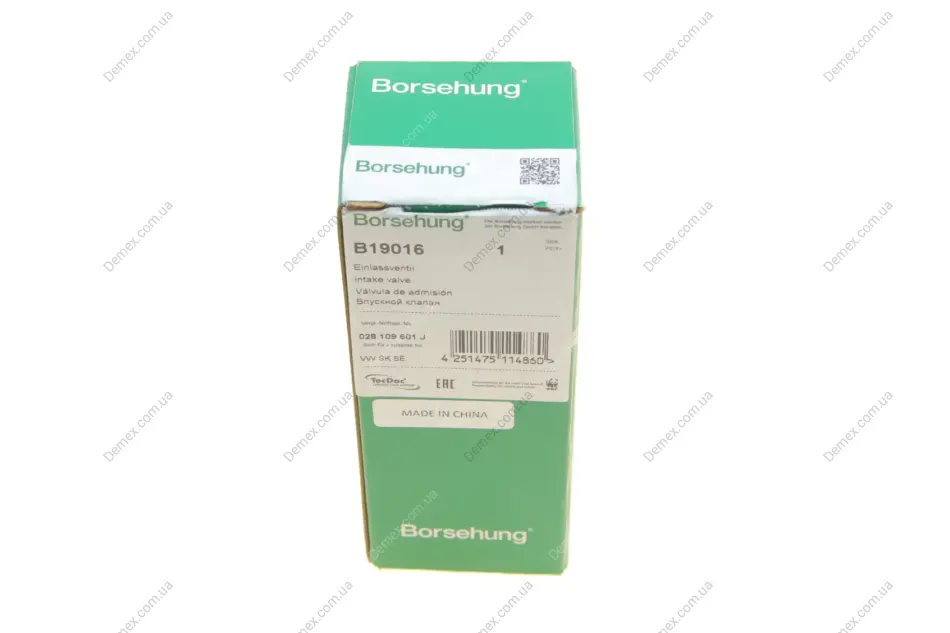 Borsehung®
Borsehung®
Borsehung®
B19016
1
Einlassventil
intake valve
Válvula de admisión
Впускной клапан
028 109 601 J
VW SK SE
4 251475 114860 >
TecDoc
EAC
MADE IN CHINA
Borsehung®
Demex.com.ua